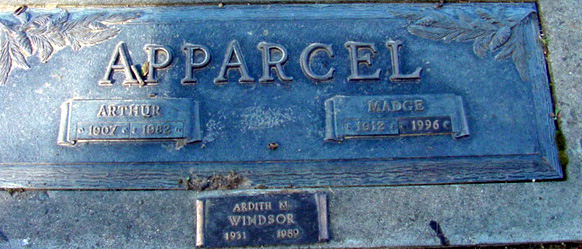 APPARCEL
ARTHUR
1907 1982
MADGE
1912 1996
ARDITH M.
WINDSOR
1931 1989